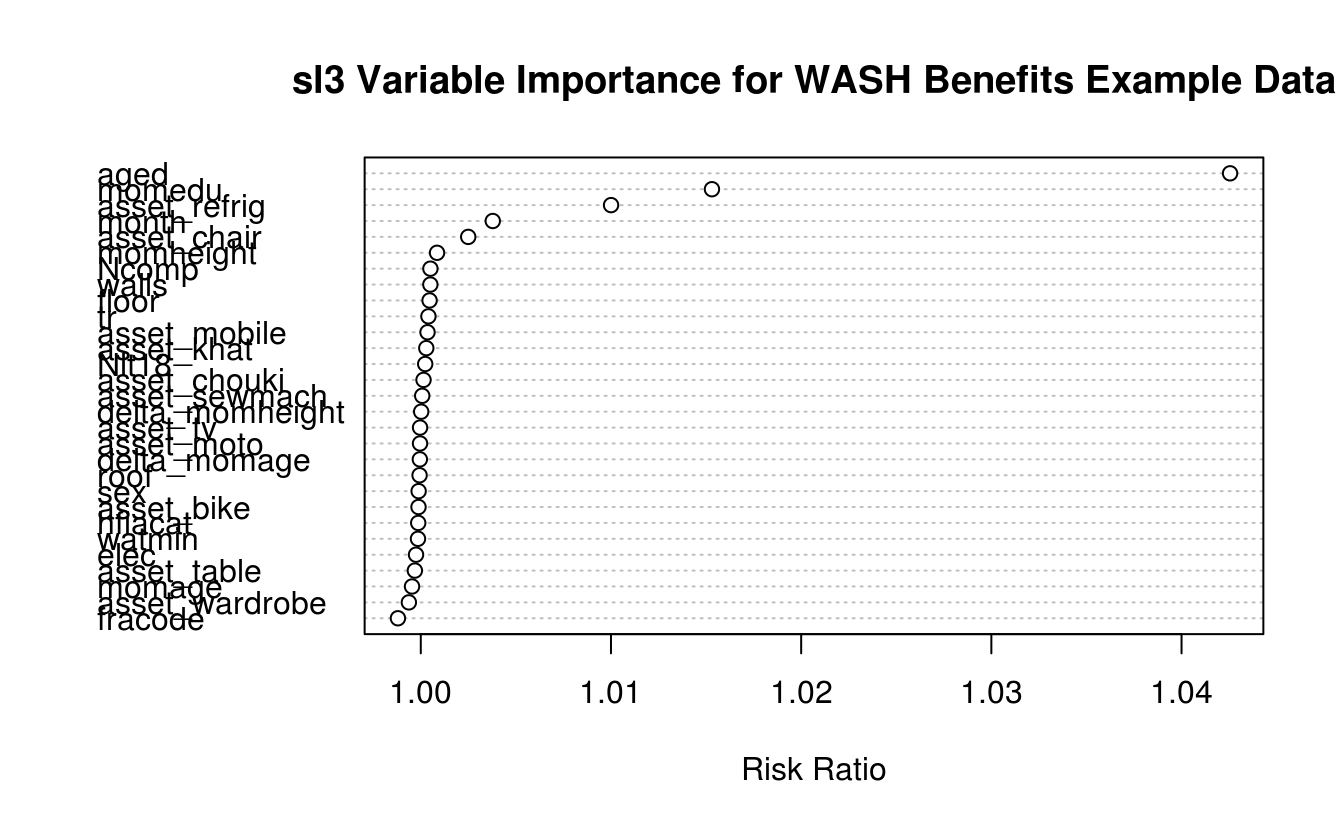 sl3 Variable Importance for WASH Benefits Example Data
aged
momedu
asset_refrig
month
asset_chair
momheight
Ncomp
walls
floor
tr
asset_mobile
asset_khat
Nlt18
asset_chouki
asset_sewmach
delta_momheight
asset_tv
asset_moto
delta_momage
roof
sex
asset_bike
hfiacat
watmin
elec
asset_table
momage
asset_wardrobe
fracode
1.00 1.01 1.02 1.03 1.04
Risk Ratio